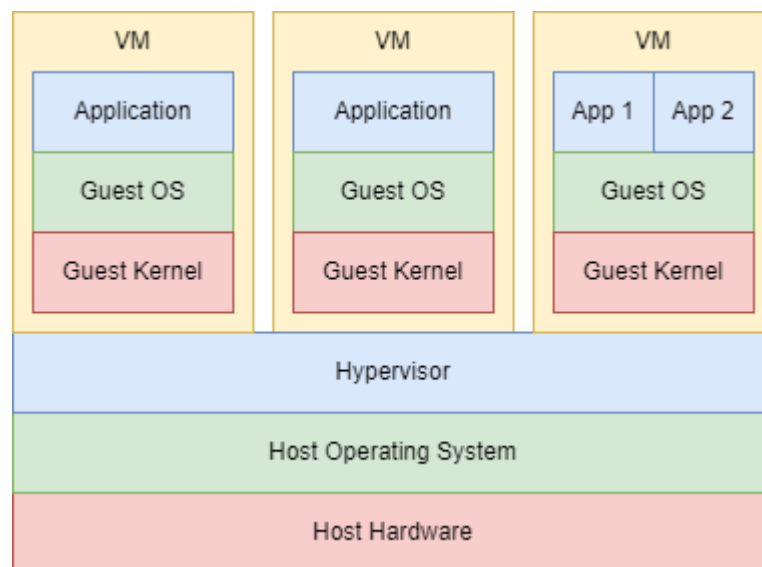 VM
VM
VM
Application
Application
App 1
App 2
Guest OS
Guest OS
Guest OS
Guest Kernel
Guest Kernel
Guest Kernel
Hypervisor
Host Operating System
Host Hardware